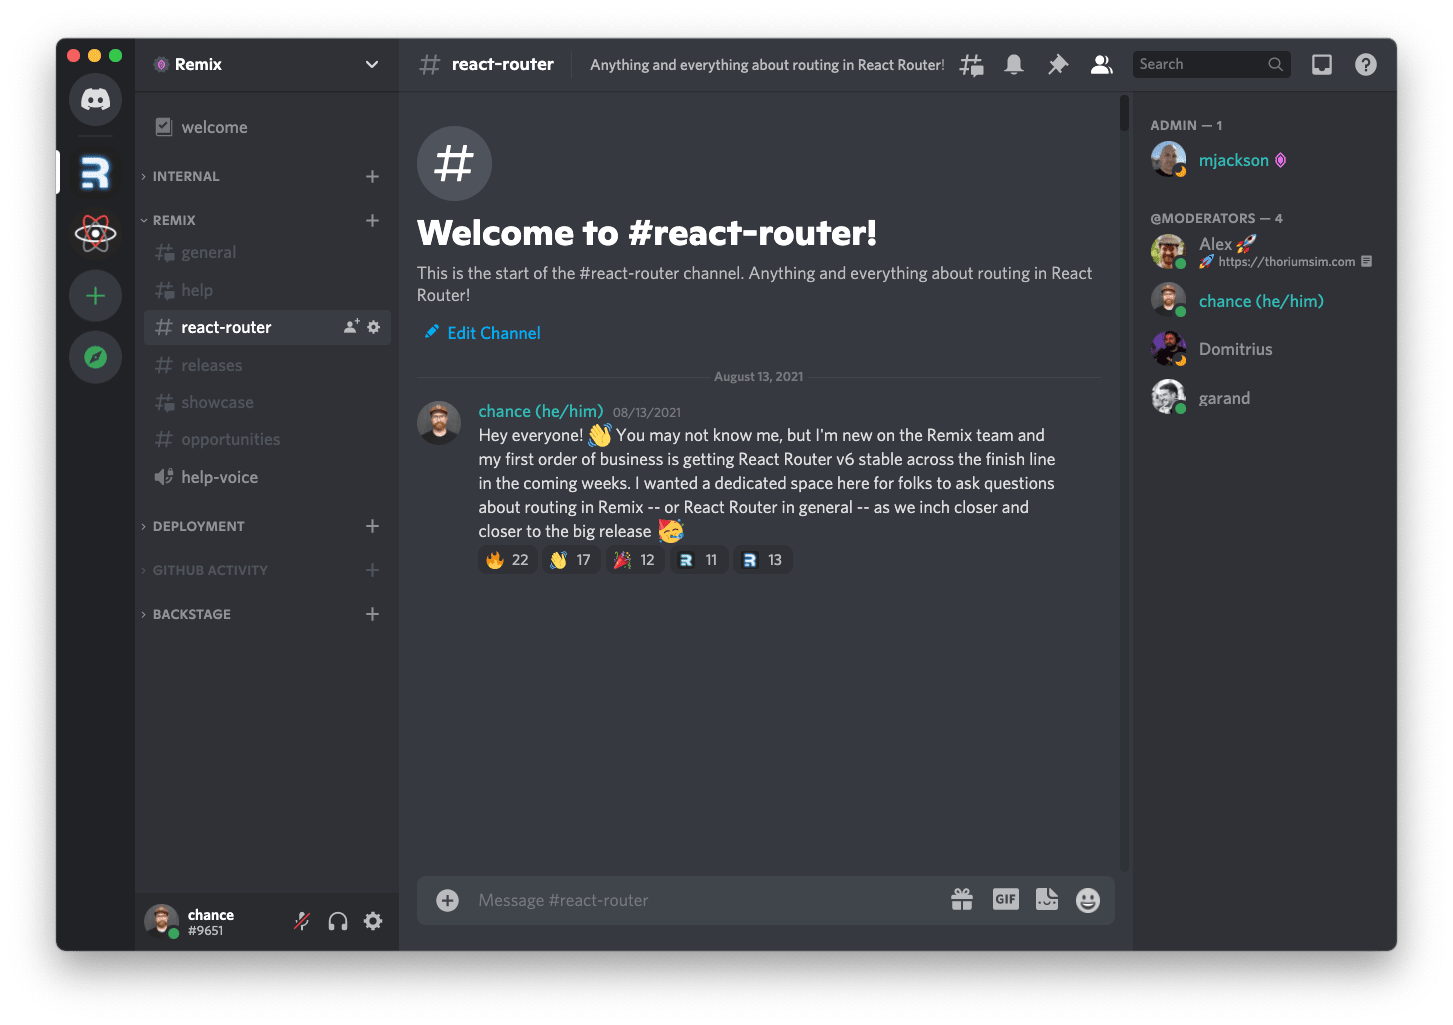 Remix
welcome
INTERNAL
REMIX
general
help
react-router
releases
showcase
opportunities
help-voice
DEPLOYMENT
GITHUB ACTIVITY
BACKSTAGE
chance
#9651
react-router
Anything and everything about routing in React Router!
Search
Welcome to #react-router!
This is the start of the #react-router channel. Anything and everything about routing in React
Router!
Edit Channel
August 13, 2021
chance (he/him) 08/13/2021
Hey everyone! 👋 You may not know me, but I'm new on the Remix team and
my first order of business is getting React Router v6 stable across the finish line
in the coming weeks. I wanted a dedicated space here for folks to ask questions
about routing in Remix -- or React Router in general -- as we inch closer and
closer to the big release 🥳
🔥 22 👋 17 🎉 12 R 11 R 13
Message #react-router
GIF
ADMIN — 1
mjackson
@MODERATORS — 4
Alex 🚀
🚀 https://thoriumsim.com
chance (he/him)
Domitrius
garand